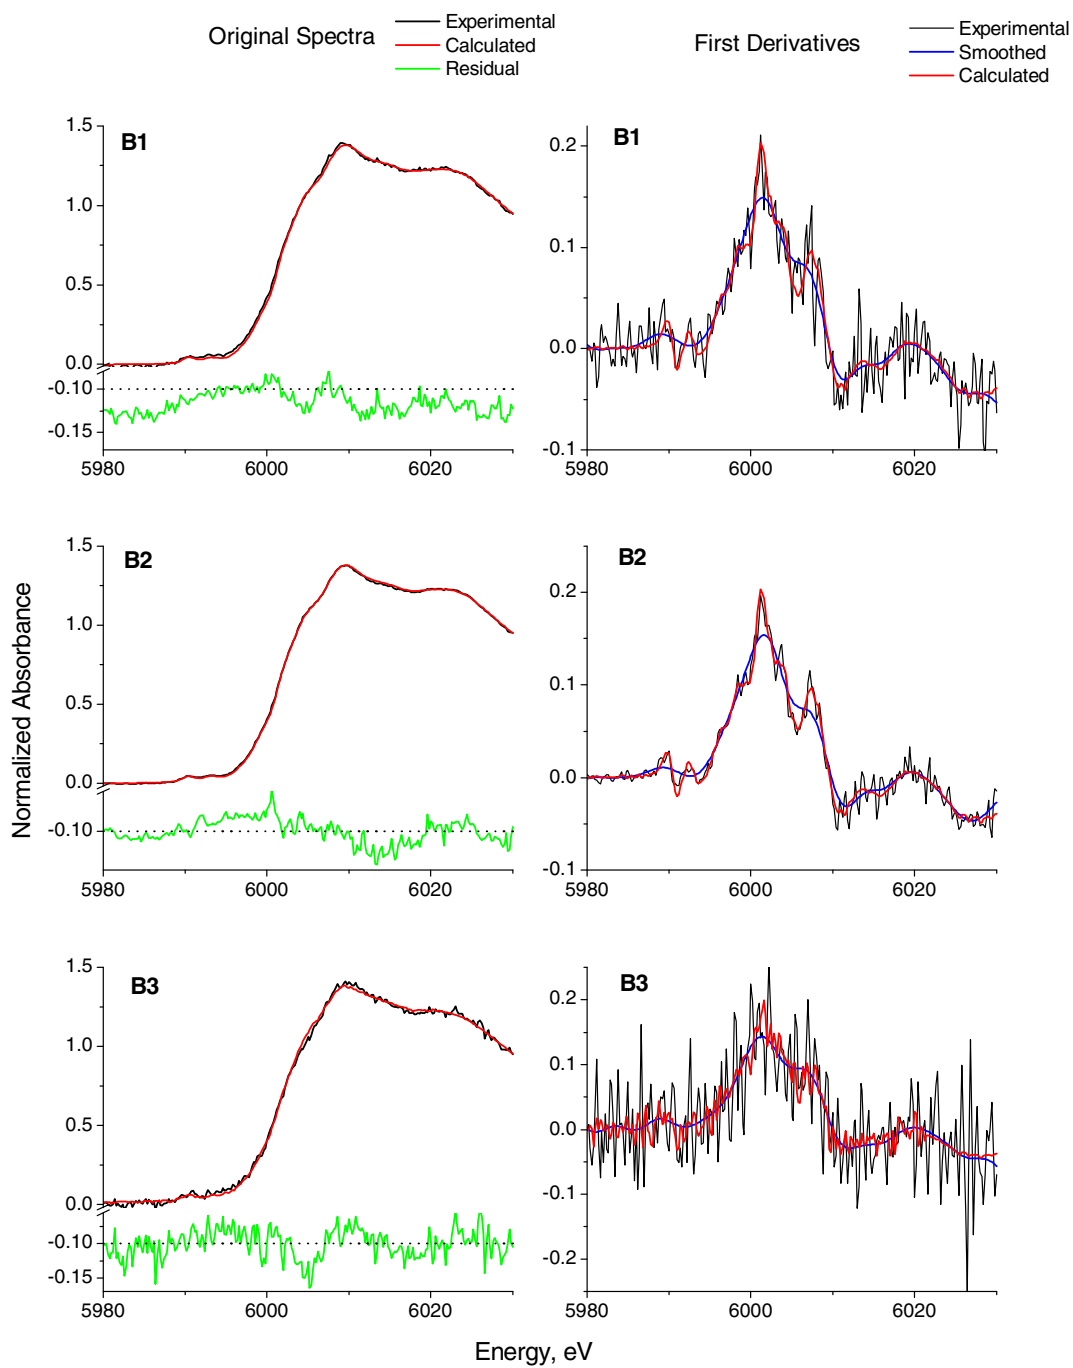 Original Spectra
Experimental
Calculated
Residual
First Derivatives
Experimental
Smoothed
Calculated
B1
1.5
1.0
0.5
0.0
-0.10
-0.15
5980 6000 6020
B1
0.2
0.1
0.0
-0.1
5980 6000 6020
Normalized Absorbance
B2
1.5
1.0
0.5
0.0
-0.10
5980 6000 6020
B2
0.2
0.1
0.0
-0.1
5980 6000 6020
B3
1.5
1.0
0.5
0.0
-0.10
-0.15
5980 6000 6020
B3
0.2
0.1
0.0
-0.1
-0.2
5980 6000 6020
Energy, eV